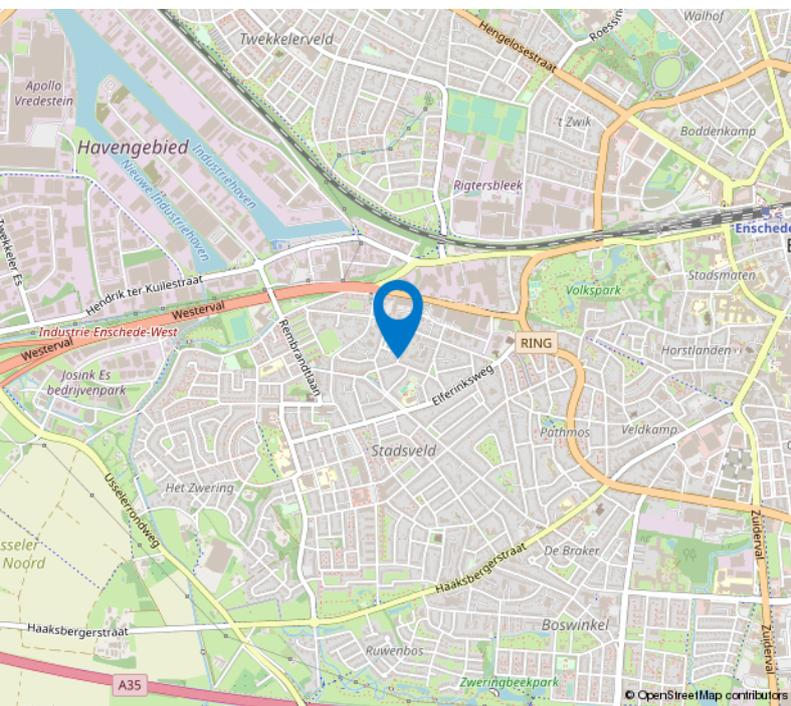 Walhof
Roessin
Twekkelerveld
Hengelosestraat
Apollo
Vredestein
't Zwik
Boddenkamp
Havengebied
Industriehaven
Nieuwe Industriehaven
Rigtersbleek
Twekkeler Es
Enschede
E
Stadsmaten
Hendrik ter Kuilestraat
Volkspark
Westerval
Industrie Enschede-West
Westerval
RING
Horstlanden
Rembrandtlaan
Josink Es
bedrijvenpark
Elferinksweg
Pathmos
Veldkamp
Stadsveld
Het Zwering
Usselerrondweg
Zuiderval
sseler
Noord
De Braker
Haaksbergerstraat
Haaksbergerstraat
Boswinkel
Zuiderval
Ruwenbos
A35
Zweringbeekpark
© OpenStreetMap contributors